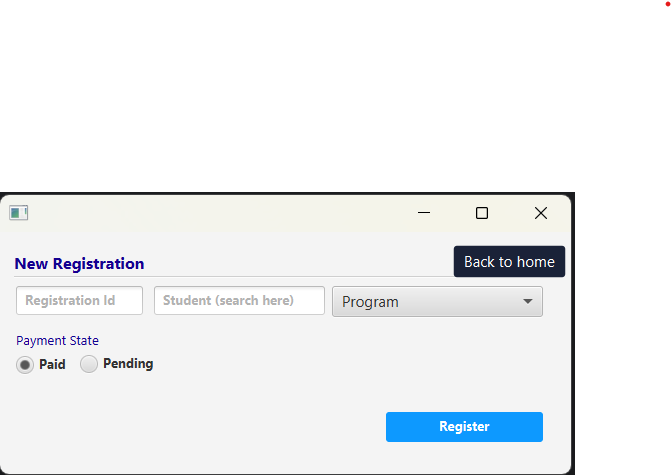 New Registration
Back to home
Registration Id
Student (search here)
Program
Payment State
Paid
Pending
Register